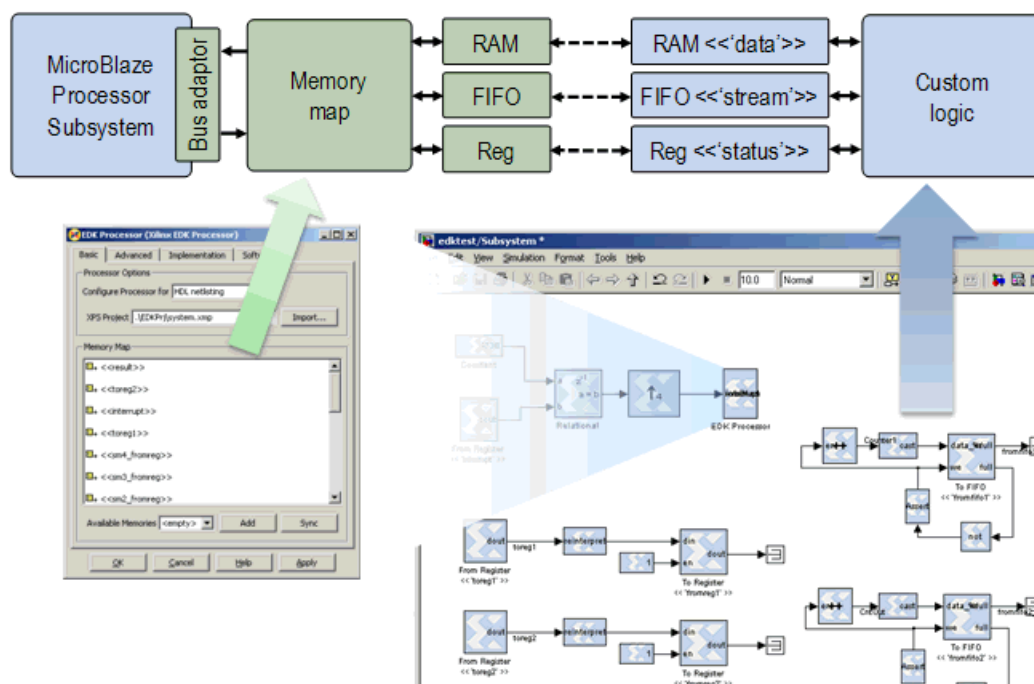 MicroBlaze
Processor
Subsystem
Bus adaptor
Memory
map
RAM
FIFO
Reg
RAM <<'data'>>
FIFO <<'stream'>>
Reg <<'status'>>
Custom
logic
EDK Processor (Xilinx EDK Processor)
Basic
Advanced
Implementation
Processor Options
Configure Processor for
HDL netlisting
XPS Project
.\EDKPrj\system.xmp
Import...
Memory Map
<<result>>
<<toreg2>>
<<interrupt>>
<<toreg1>>
<<sm4_fromreg>>
<<sm3_fromreg>>
<<sm2_fromreg>>
Available Memories
<empty>
Add
Sync
OK
Cancel
Help
Apply
edktest/Subsystem *
View
Simulation
Format
Tools
Help
10.0
Normal
Constant
From Register
Relational
a
b
a = b
EDK Processor
dout
toreg1
reinterpret
1
din
en
dout
From Register
<< 'toreg1' >>
To Register
<< 'fromreg1' >>
dout
toreg2
reinterpret
1
din
en
dout
From Register
<< 'toreg2' >>
To Register
++
Counter1
cast
we
full
To FIFO
<< 'fromfifo1' >>
Assert
not
++
cast
we
full
To FIFO
<< 'fromfifo2' >>
Assert